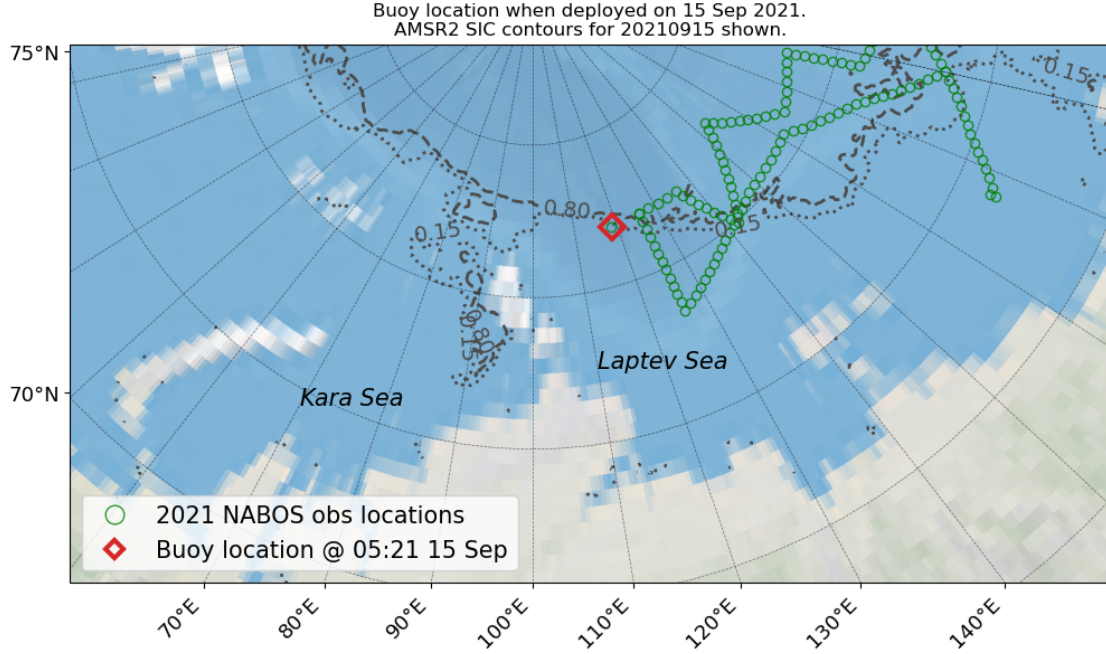 Buoy location when deployed on 15 Sep 2021.
AMSR2 SIC contours for 20210915 shown.
75°N
0.15
0.80
0.15
0.15
0.80
0.15
Laptev Sea
Kara Sea
70°N
2021 NABOS obs locations
Buoy location @ 05:21 15 Sep
70°E
80°E
90°E
100°E
110°E
120°E
130°E
140°E